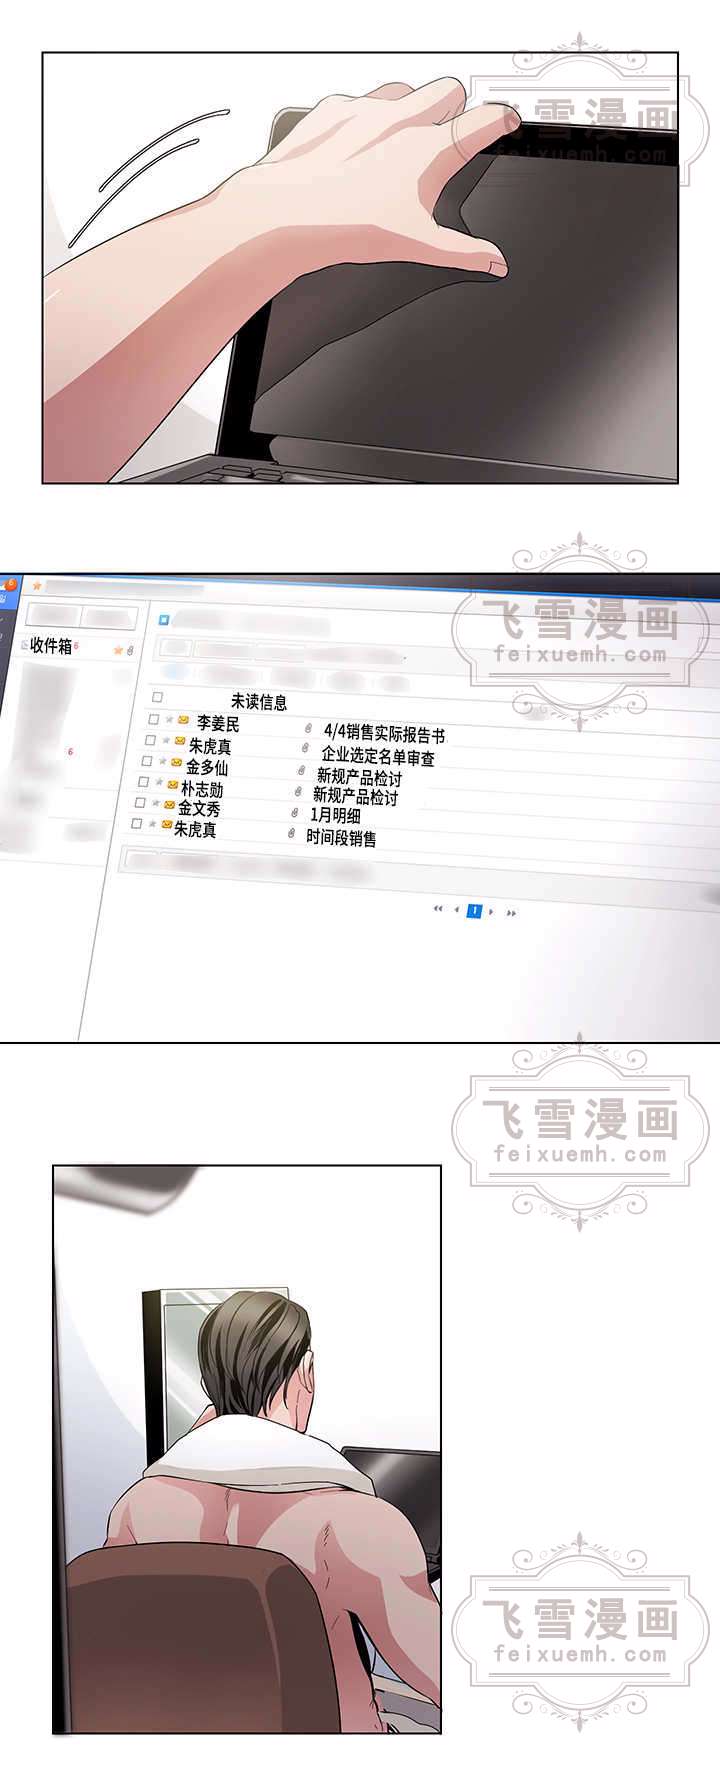 飞雪漫画
feixuemh.com
6
收件箱 6
未读信息
李姜民 4/4销售实际报告书
朱虎真 企业选定名单审查
金多仙 新规产品检讨
朴志勋 新规产品检讨
金文秀 1月明细
朱虎真 时间段销售
6
1
飞雪漫画
feixuemh.com
飞雪漫画
feixuemh.com
飞雪漫画
feixuemh.com